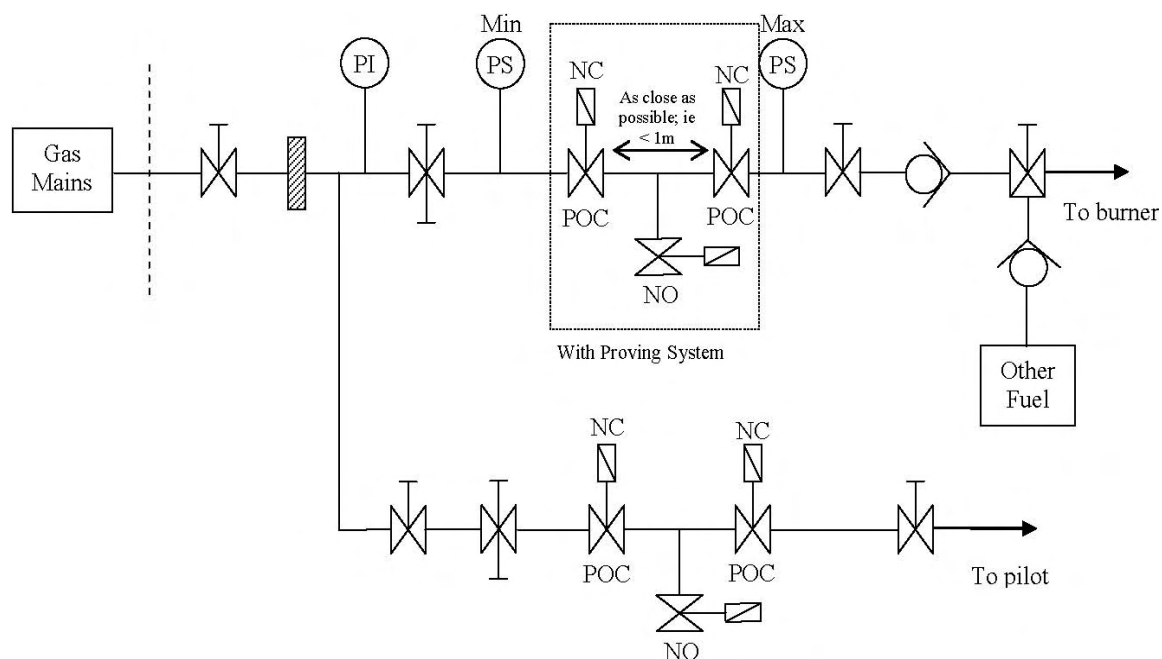 Min
Max
PI
PS
PS
NC
NC
As close as
possible; ie
< 1m
Gas
Mains
POC
POC
To burner
NO
With Proving System
Other
Fuel
NC
NC
POC
POC
To pilot
NO